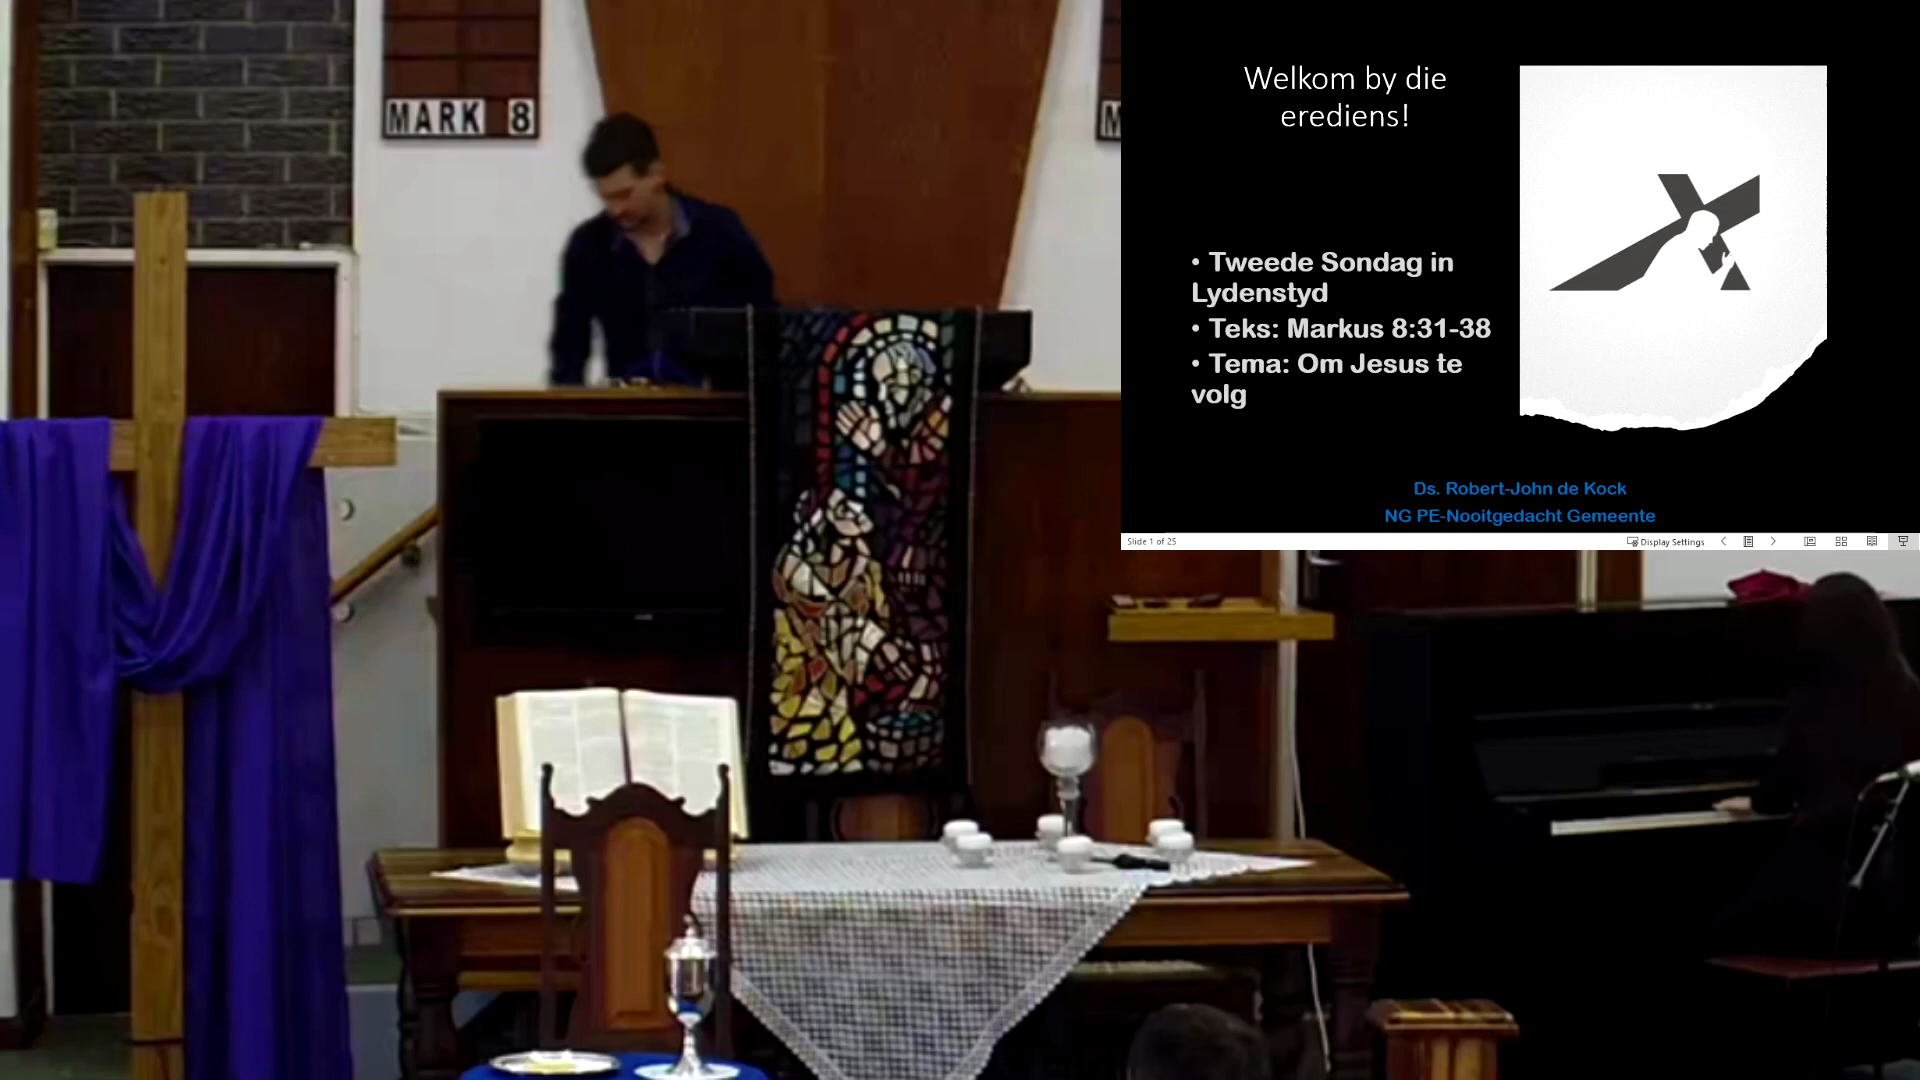 MARK 8
M
Welkom by die
erediens!
• Tweede Sondag in
Lydenstyd
• Teks: Markus 8:31-38
• Tema: Om Jesus te
volg
Ds. Robert-John de Kock
NG PE-Nooitgedacht Gemeente
Slide 1 of 25
Display Settings